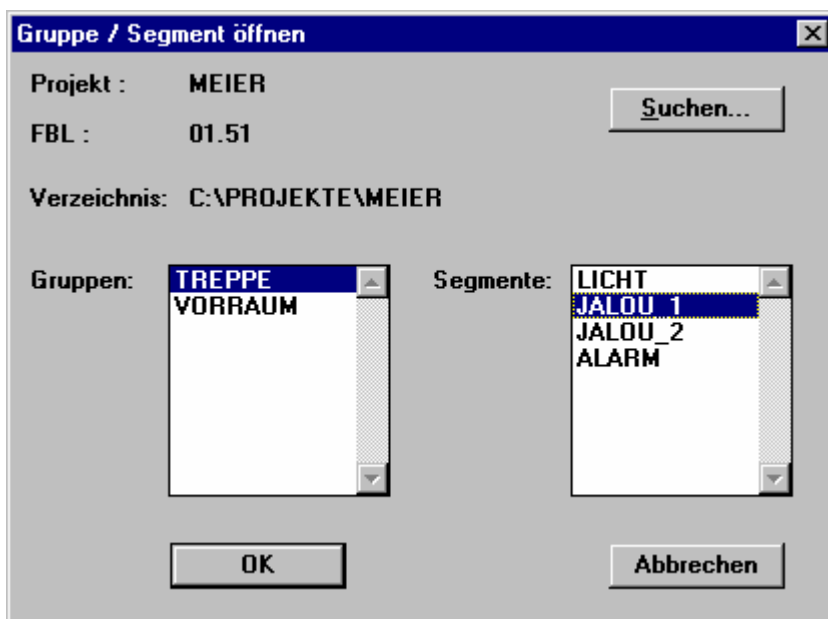 Gruppe / Segment öffnen
Projekt : MEIER
Suchen...
FBL : 01.51
Verzeichnis: C:\PROJEKTE\MEIER
Gruppen:
TREPPE
VORRAUM
Segmente:
LICHT
JALOU_1
JALOU_2
ALARM
OK
Abbrechen